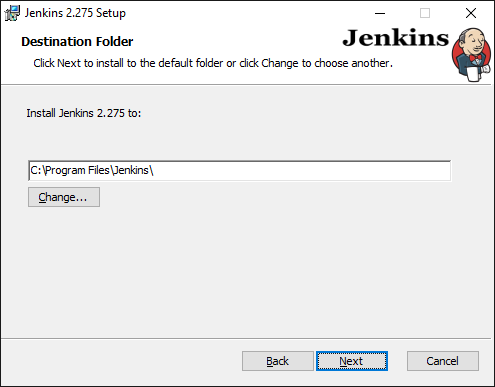 Jenkins 2.275 Setup
Destination Folder
Jenkins
Click Next to install to the default folder or click Change to choose another.
Install Jenkins 2.275 to:
C:\Program Files\Jenkins\
Change...
Back
Next
Cancel